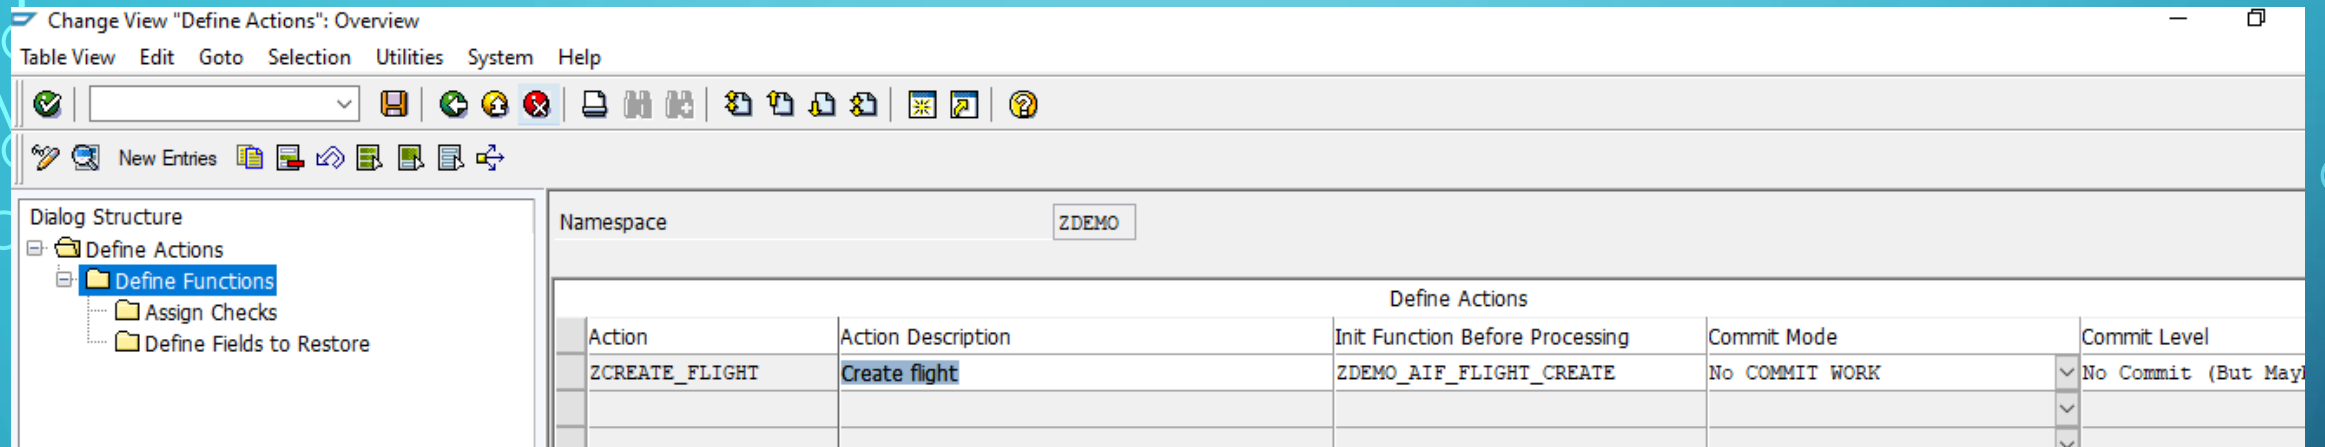 Change View "Define Actions": Overview
Table View Edit Goto Selection Utilities System Help
New Entries
Dialog Structure
Define Actions
Define Functions
Assign Checks
Define Fields to Restore
Namespace ZDEMO
Define Actions
Action Action Description Init Function Before Processing Commit Mode Commit Level
ZCREATE_FLIGHT Create flight ZDEMO_AIF_FLIGHT_CREATE No COMMIT WORK No Commit (But